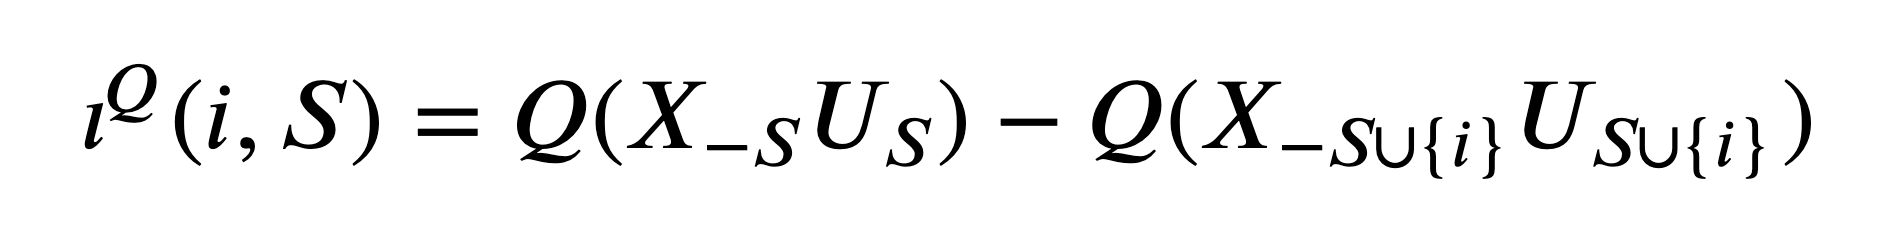 ı^Q(i, S) = Q(X_{−S}U_S) − Q(X_{−S∪{i}}U_{S∪{i}})